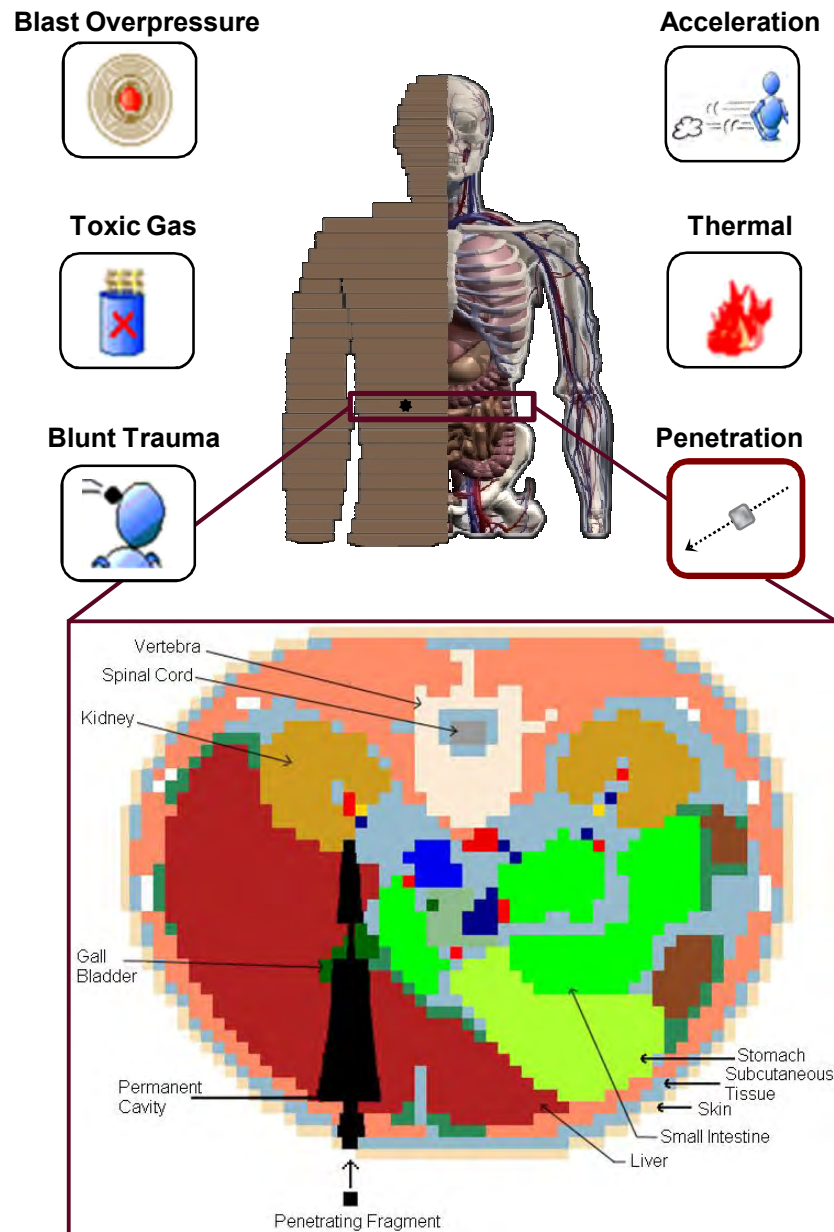 Blast Overpressure
Acceleration
Toxic Gas
Thermal
Blunt Trauma
Penetration
Vertebra
Spinal Cord
Kidney
Gall
Bladder
Permanent
Cavity
Stomach
Subcutaneous
Tissue
Skin
Small Intestine
Liver
Penetrating Fragment